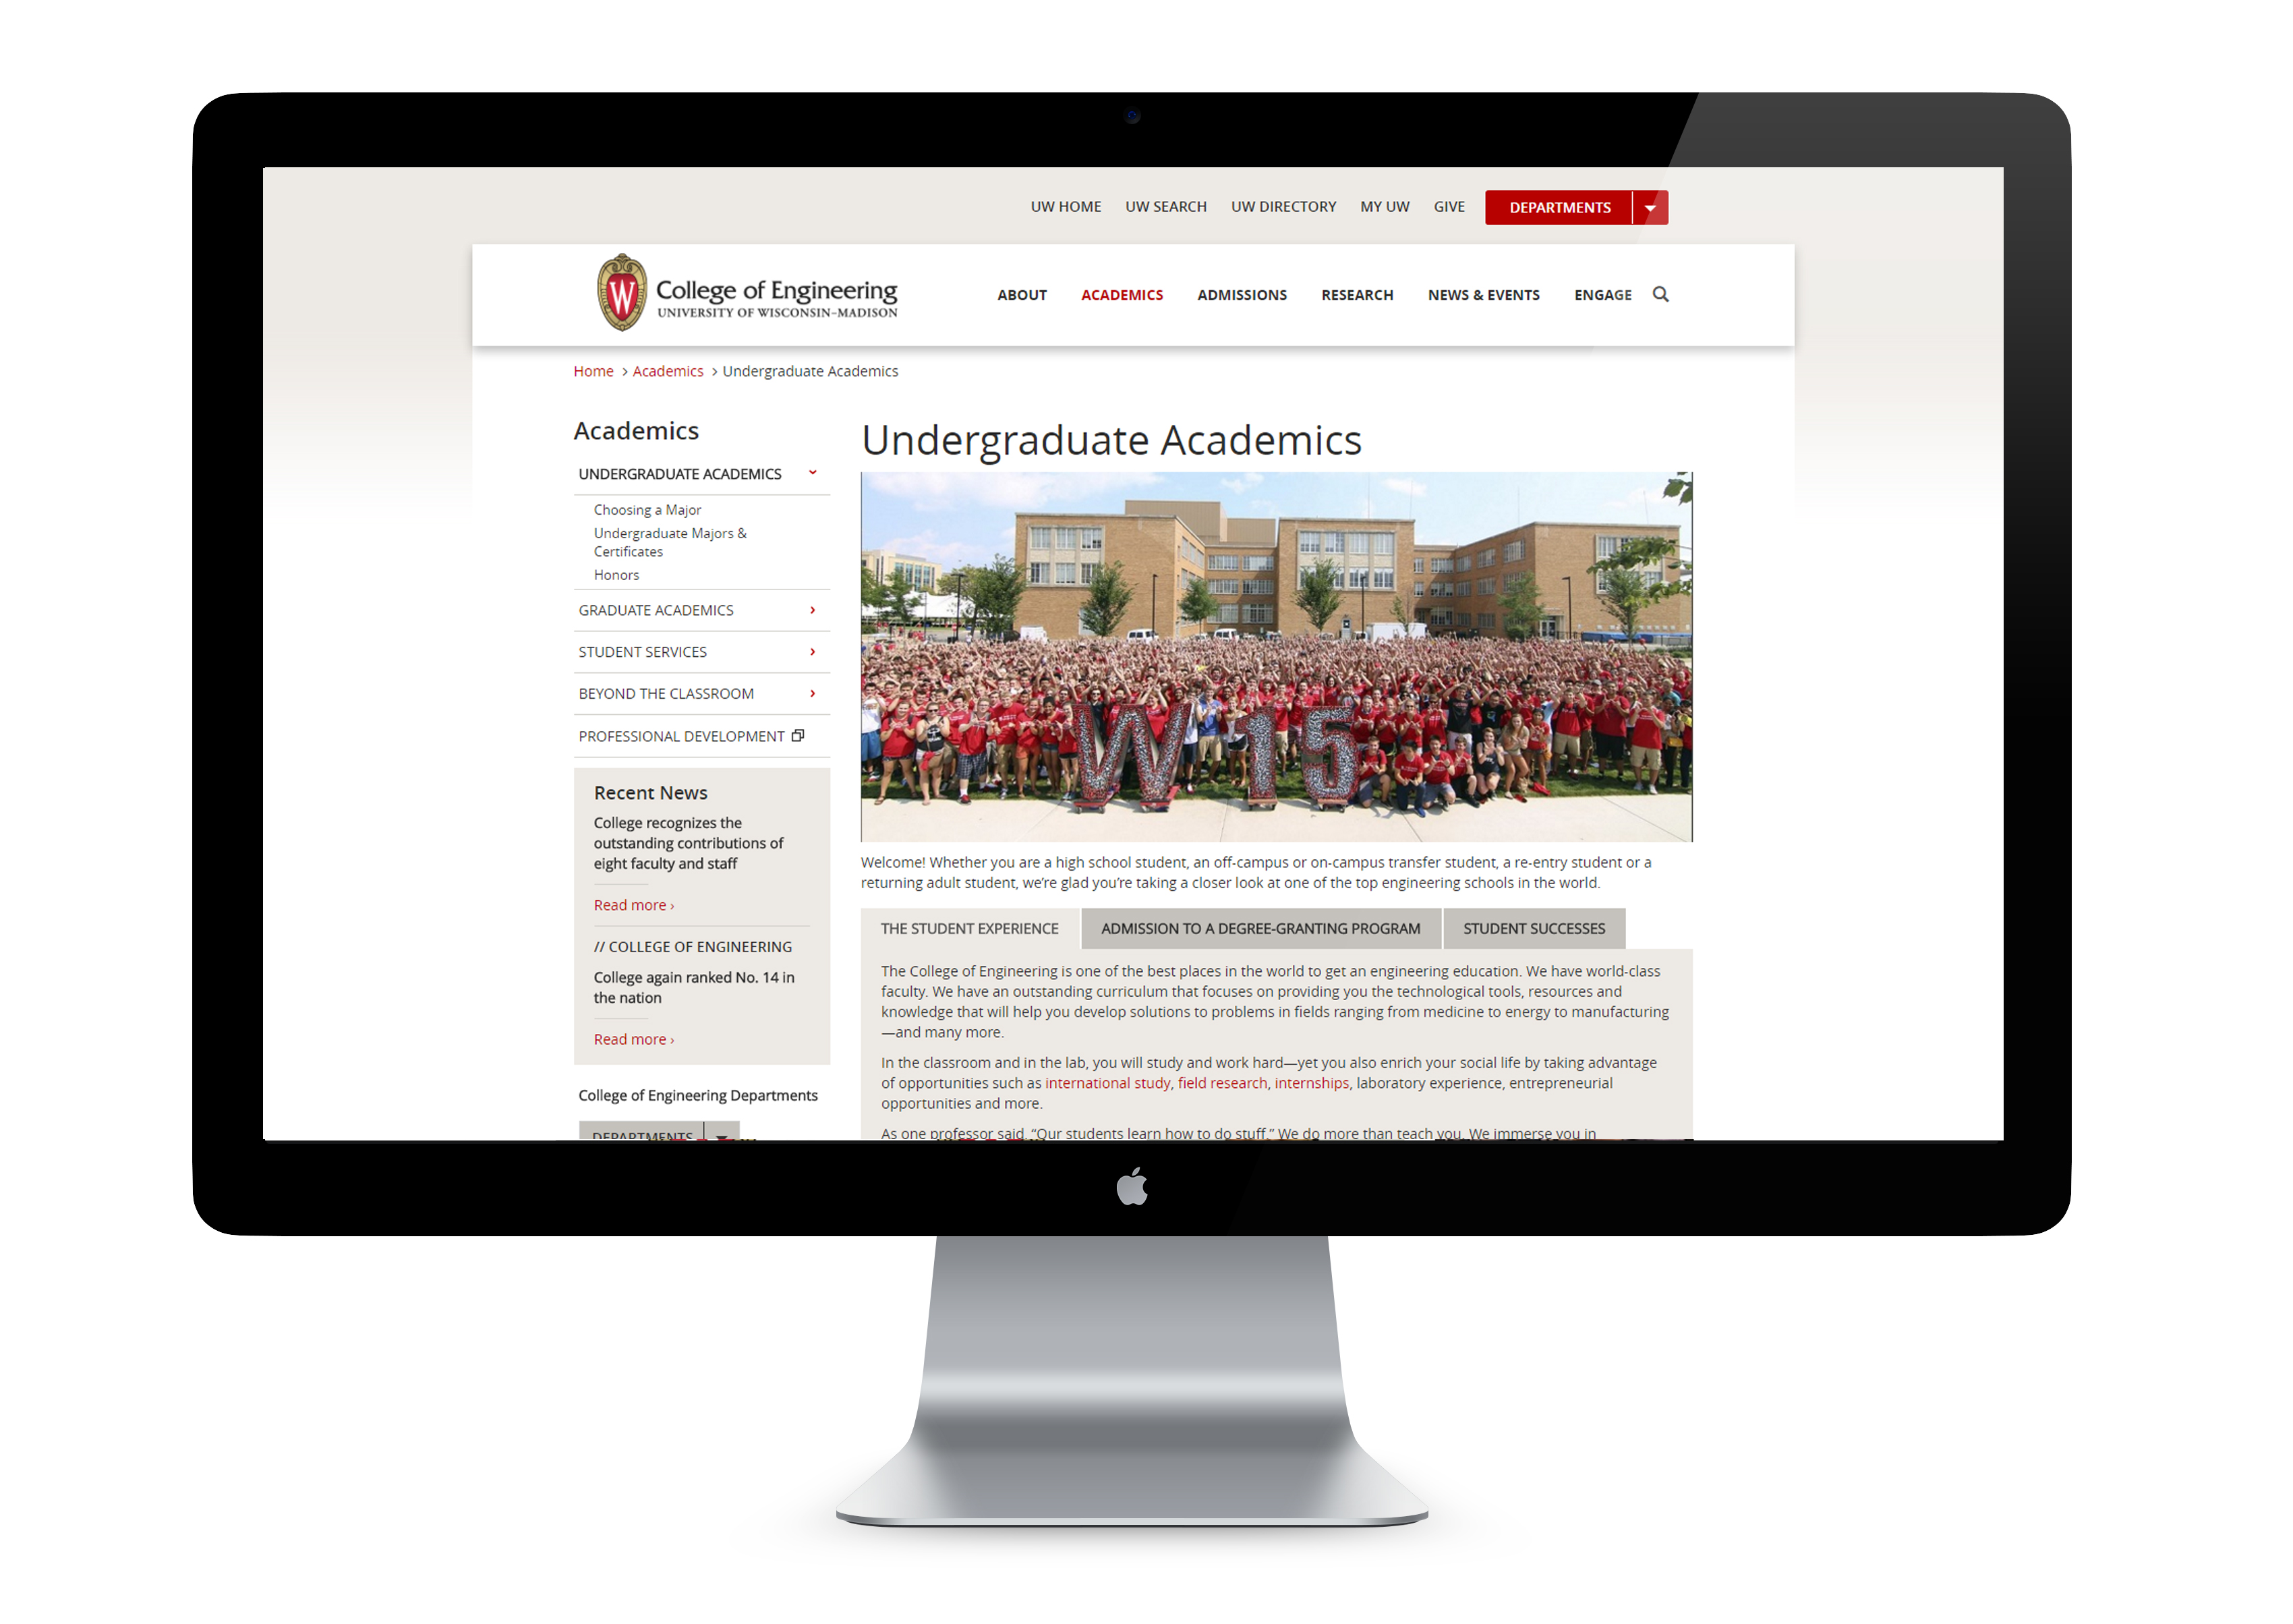 UW HOME UW SEARCH UW DIRECTORY MY UW GIVE DEPARTMENTS
W
College of Engineering
UNIVERSITY OF WISCONSIN–MADISON
ABOUT ACADEMICS ADMISSIONS RESEARCH NEWS & EVENTS ENGAGE
Home > Academics > Undergraduate Academics
Academics
UNDERGRADUATE ACADEMICS
Choosing a Major
Undergraduate Majors &
Certificates
Honors
GRADUATE ACADEMICS
STUDENT SERVICES
BEYOND THE CLASSROOM
PROFESSIONAL DEVELOPMENT
Recent News
College recognizes the
outstanding contributions of
eight faculty and staff
Read more ›
// COLLEGE OF ENGINEERING
College again ranked No. 14 in
the nation
Read more ›
College of Engineering Departments
DEPARTMENTS
Undergraduate Academics
W 15
Welcome! Whether you are a high school student, an off-campus or on-campus transfer student, a re-entry student or a
returning adult student, we’re glad you’re taking a closer look at one of the top engineering schools in the world.
THE STUDENT EXPERIENCE ADMISSION TO A DEGREE-GRANTING PROGRAM STUDENT SUCCESSES
The College of Engineering is one of the best places in the world to get an engineering education. We have world-class
faculty. We have an outstanding curriculum that focuses on providing you the technological tools, resources and
knowledge that will help you develop solutions to problems in fields ranging from medicine to energy to manufacturing
—and many more.
In the classroom and in the lab, you will study and work hard—yet you also enrich your social life by taking advantage
of opportunities such as international study, field research, internships, laboratory experience, entrepreneurial
opportunities and more.
As one professor said, “Our students learn how to do stuff.” We do more than teach you. We immerse you in